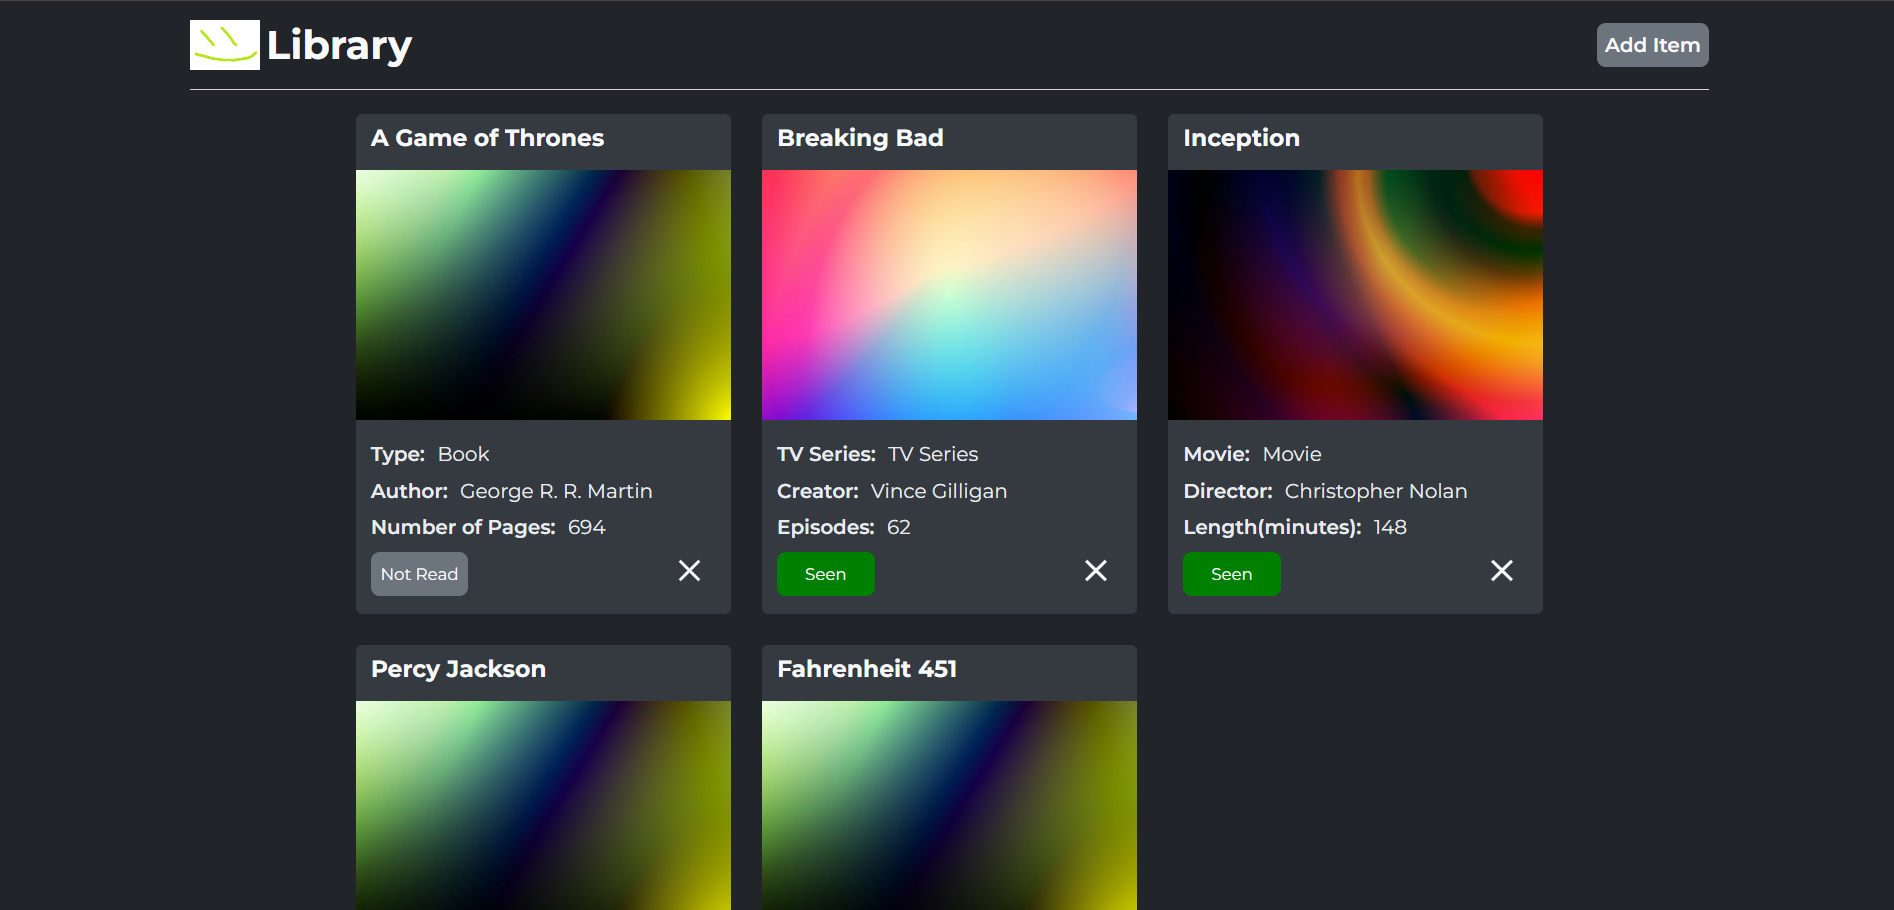 Library
Add Item
A Game of Thrones
Type: Book
Author: George R. R. Martin
Number of Pages: 694
Not Read
Breaking Bad
TV Series: TV Series
Creator: Vince Gilligan
Episodes: 62
Seen
Inception
Movie: Movie
Director: Christopher Nolan
Length(minutes): 148
Seen
Percy Jackson
Fahrenheit 451